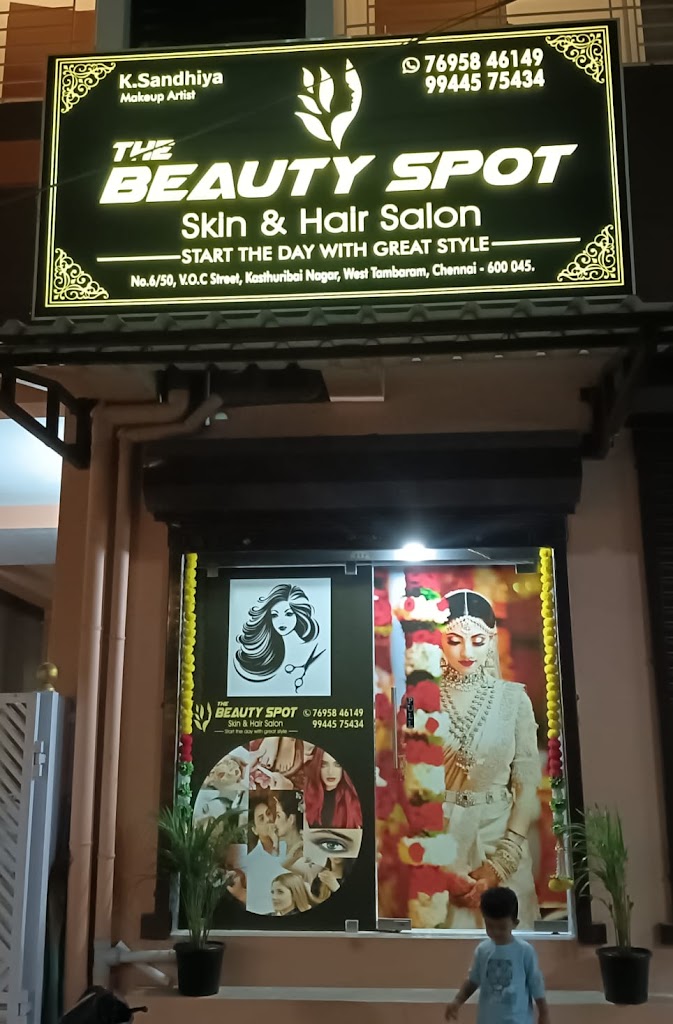 K.Sandhiya
Makeup Artist
76958 46149
99445 75434
THE
BEAUTY SPOT
Skin & Hair Salon
START THE DAY WITH GREAT STYLE
No.6/50, V.O.C Street, Kasthuribai Nagar, West Tambaram, Chennai - 600 045.
THE
BEAUTY SPOT
Skin & Hair Salon
Start the day with great style
76958 46149
99445 75434